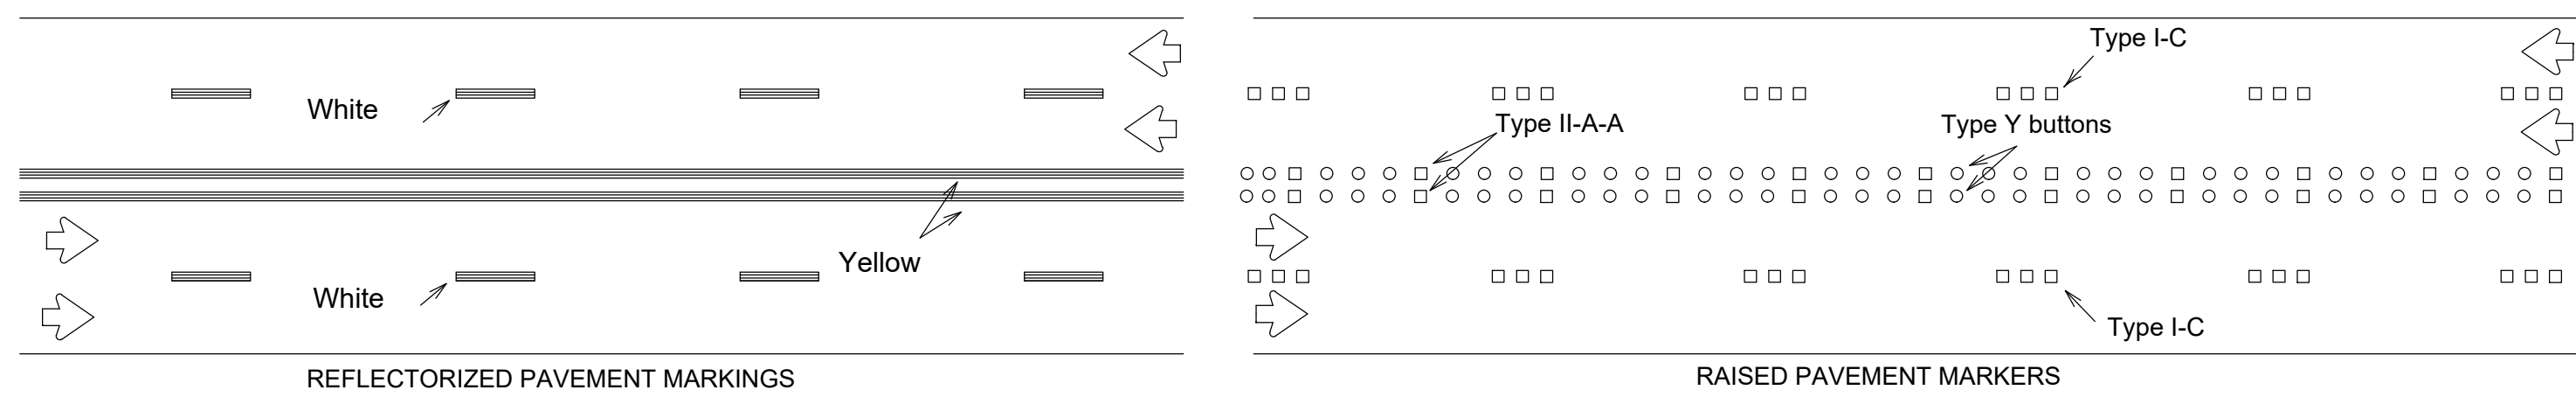 White
White
Yellow
REFLECTORIZED PAVEMENT MARKINGS
Type I-C
Type II-A-A
Type Y buttons
Type I-C
RAISED PAVEMENT MARKERS